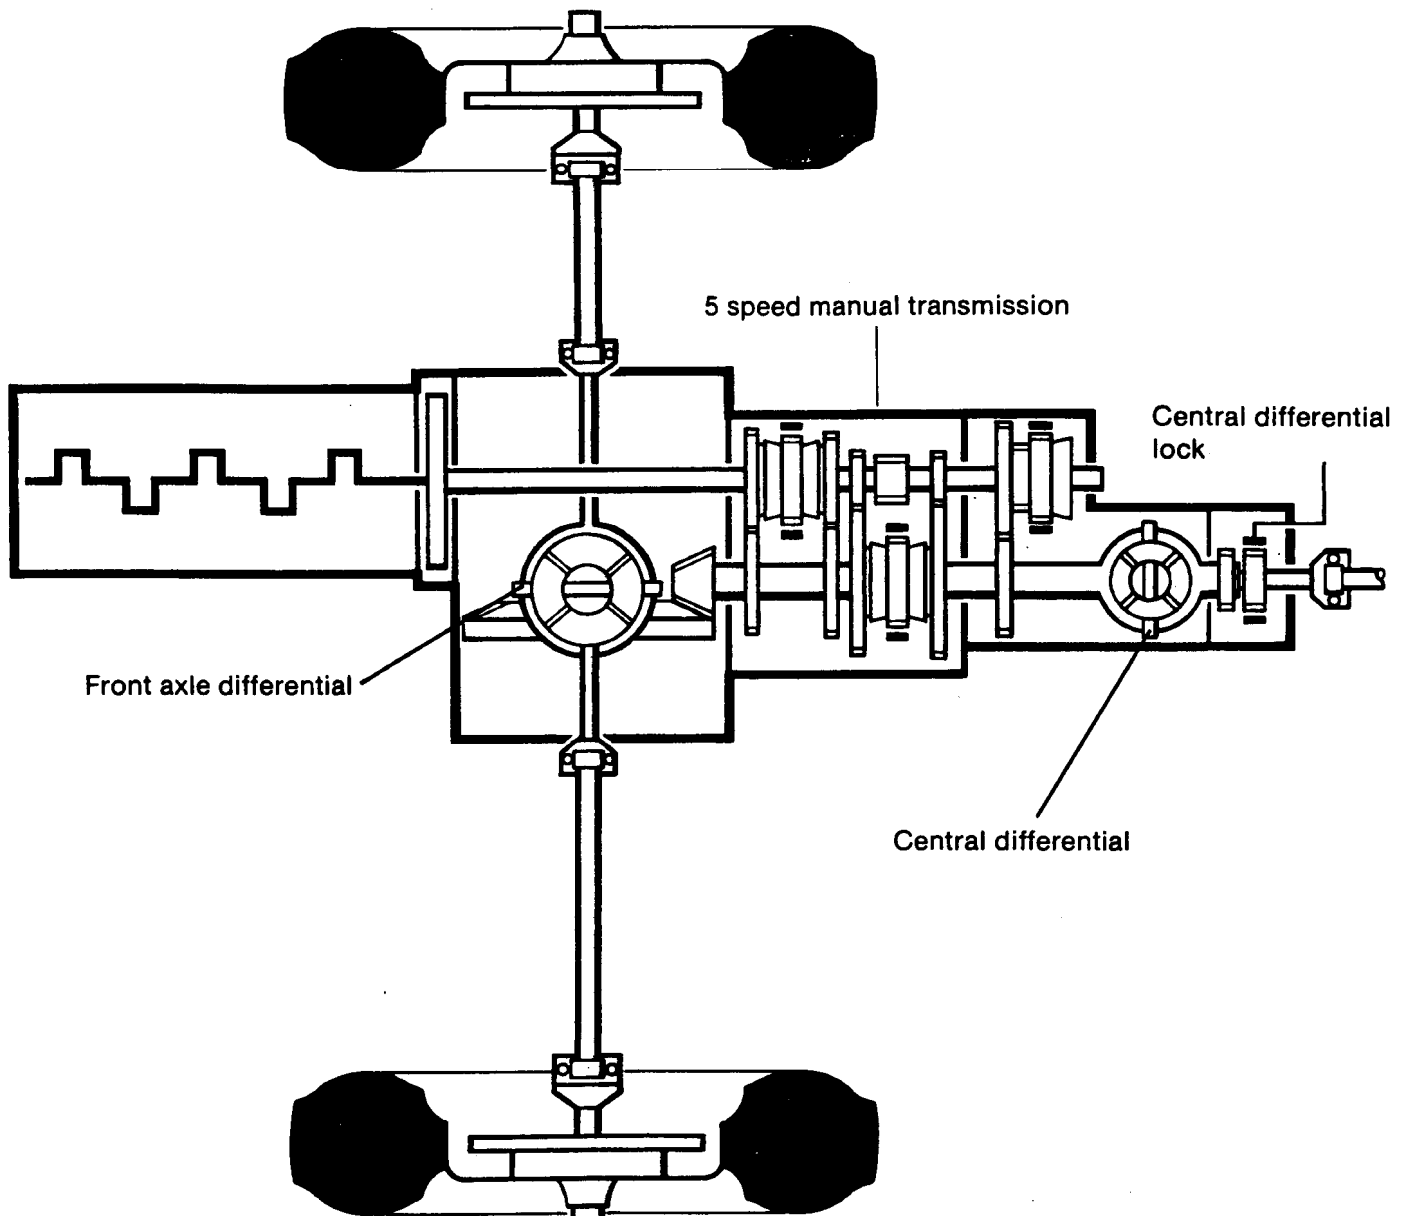 5 speed manual transmission
Central differential
lock
Front axle differential
Central differential